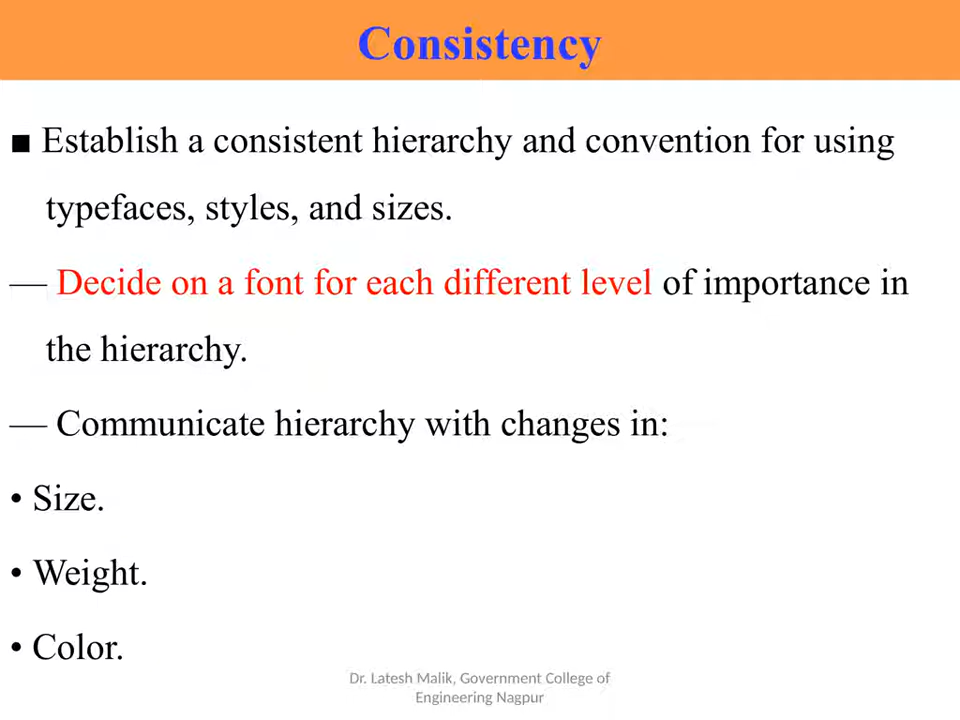 Consistency
■ Establish a consistent hierarchy and convention for using
typefaces, styles, and sizes.
— Decide on a font for each different level of importance in
the hierarchy.
— Communicate hierarchy with changes in:
• Size.
• Weight.
• Color.
Dr. Latesh Malik, Government College of
Engineering Nagpur